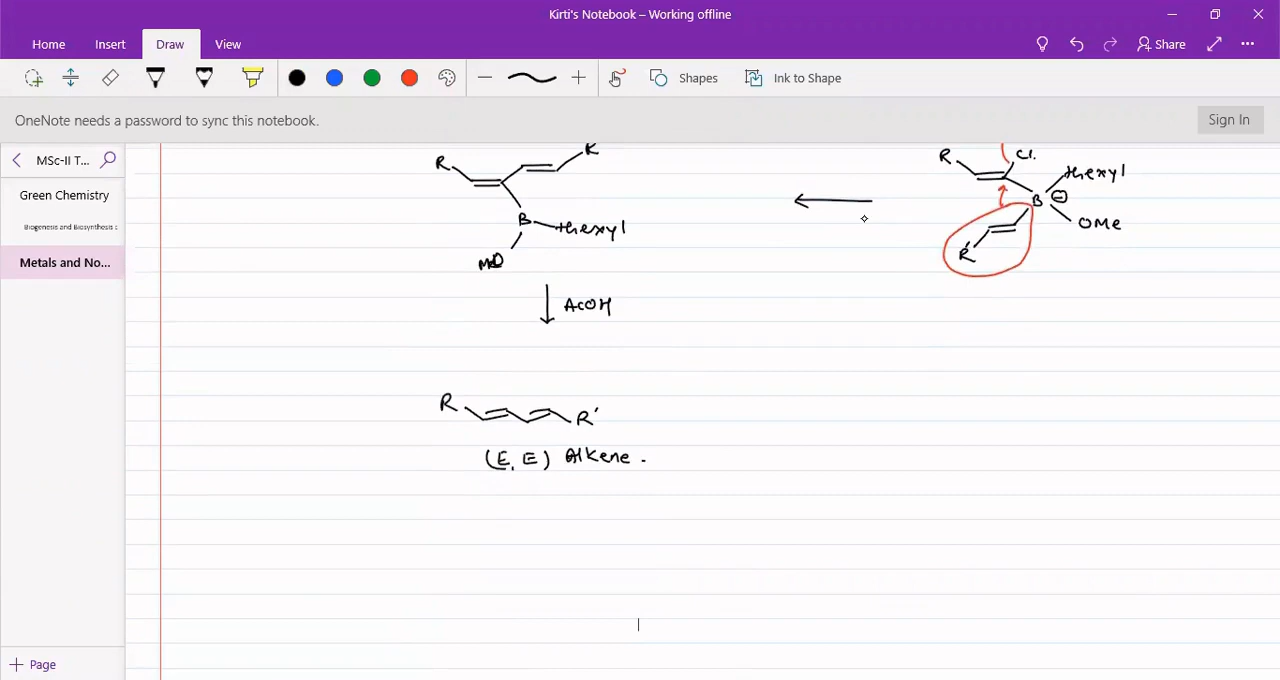 Kirti's Notebook – Working offline
Home Insert Draw View
Share
Shapes Ink to Shape
OneNote needs a password to sync this notebook.
Sign In
MSc-II T...
Green Chemistry
Biogenesis and Biosynthesis :
Metals and No...
Page
R R
B thexyl
MeO
AcOH
R Cl.
thexyl
B ⊖
OMe
R'
R R'
(E, E) Alkene .